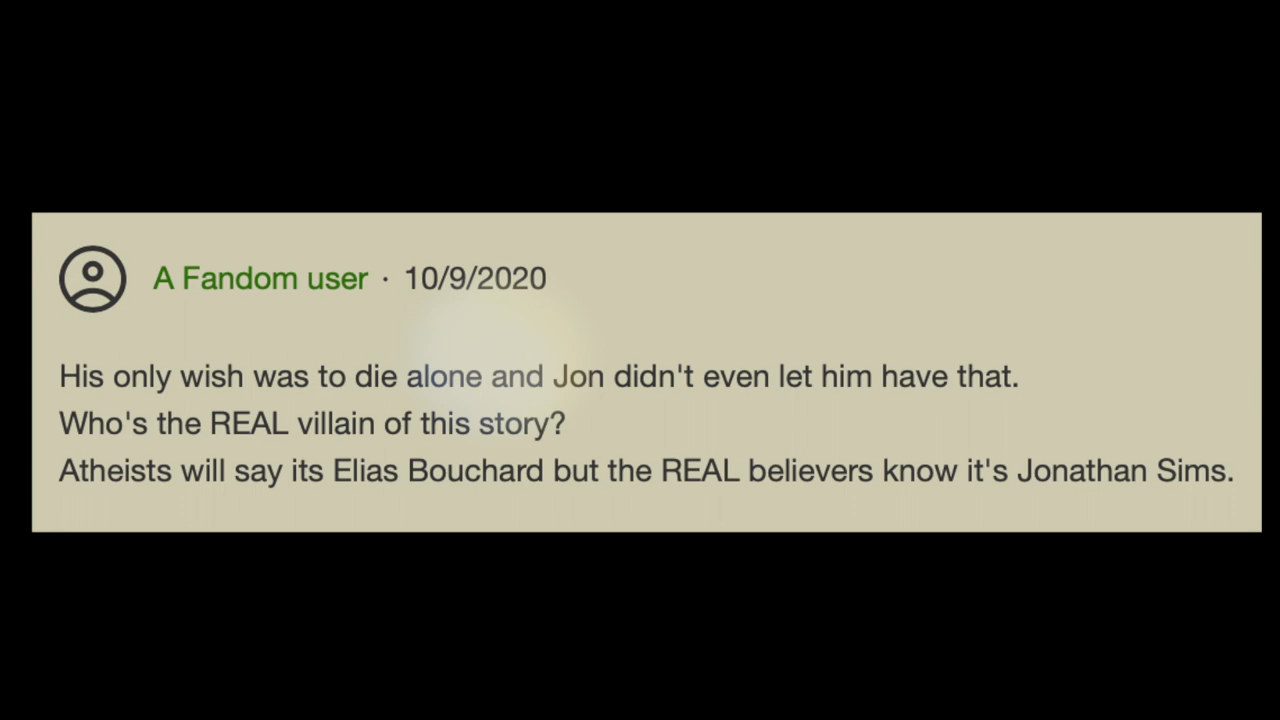 A Fandom user · 10/9/2020
His only wish was to die alone and Jon didn't even let him have that.
Who's the REAL villain of this story?
Atheists will say its Elias Bouchard but the REAL believers know it's Jonathan Sims.